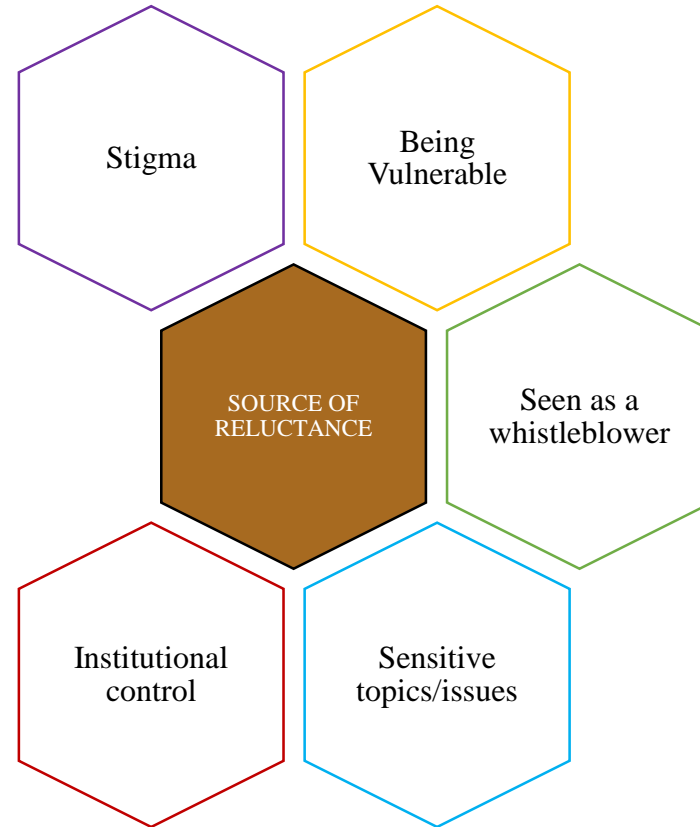 Stigma
Being
Vulnerable
SOURCE OF
RELUCTANCE
Seen as a
whistleblower
Institutional
control
Sensitive
topics/issues